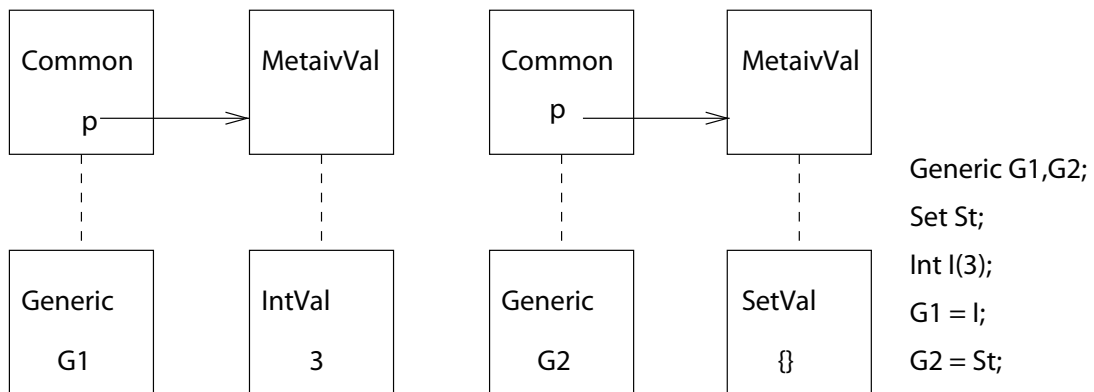 Common
p
MetaivVal
Common
p
MetaivVal
Generic
G1
IntVal
3
Generic
G2
SetVal
{}
Generic G1,G2;
Set St;
Int I(3);
G1 = I;
G2 = St;